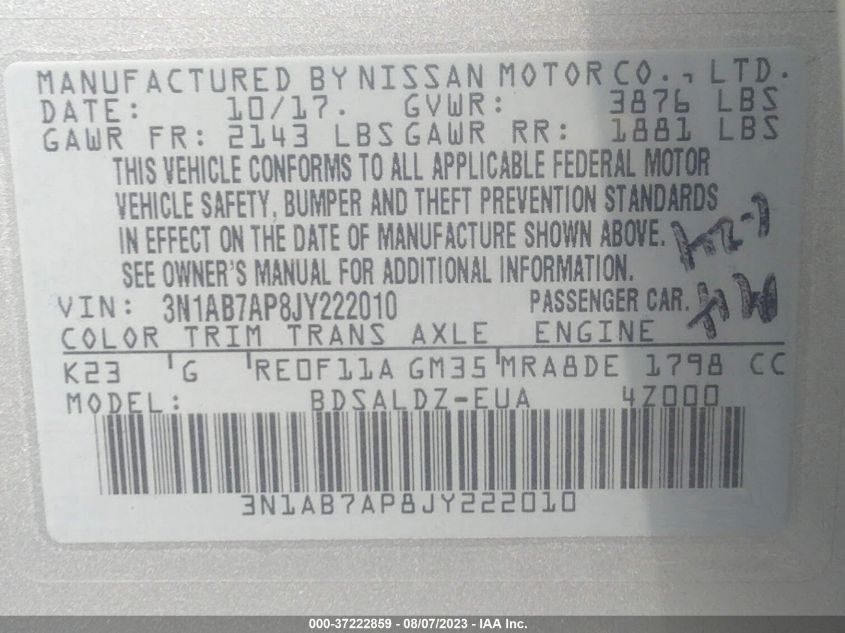 MANUFACTURED BY NISSAN MOTOR CO., LTD.
DATE: 10/17. GVWR: 3876 LBS
GAWR FR: 2143 LBS GAWR RR: 1881 LBS
THIS VEHICLE CONFORMS TO ALL APPLICABLE FEDERAL MOTOR
VEHICLE SAFETY, BUMPER AND THEFT PREVENTION STANDARDS
IN EFFECT ON THE DATE OF MANUFACTURE SHOWN ABOVE.
SEE OWNER'S MANUAL FOR ADDITIONAL INFORMATION.
VIN: 3N1AB7AP8JY222010 PASSENGER CAR.
COLOR TRIM TRANS AXLE ENGINE
K23 G RE0F11A GM35 MRA8DE 1798 CC
MODEL: BDSALDZ-EUA 4Z000
3N1AB7AP8JY222010
000-37222859 - 08/07/2023 - IAA Inc.